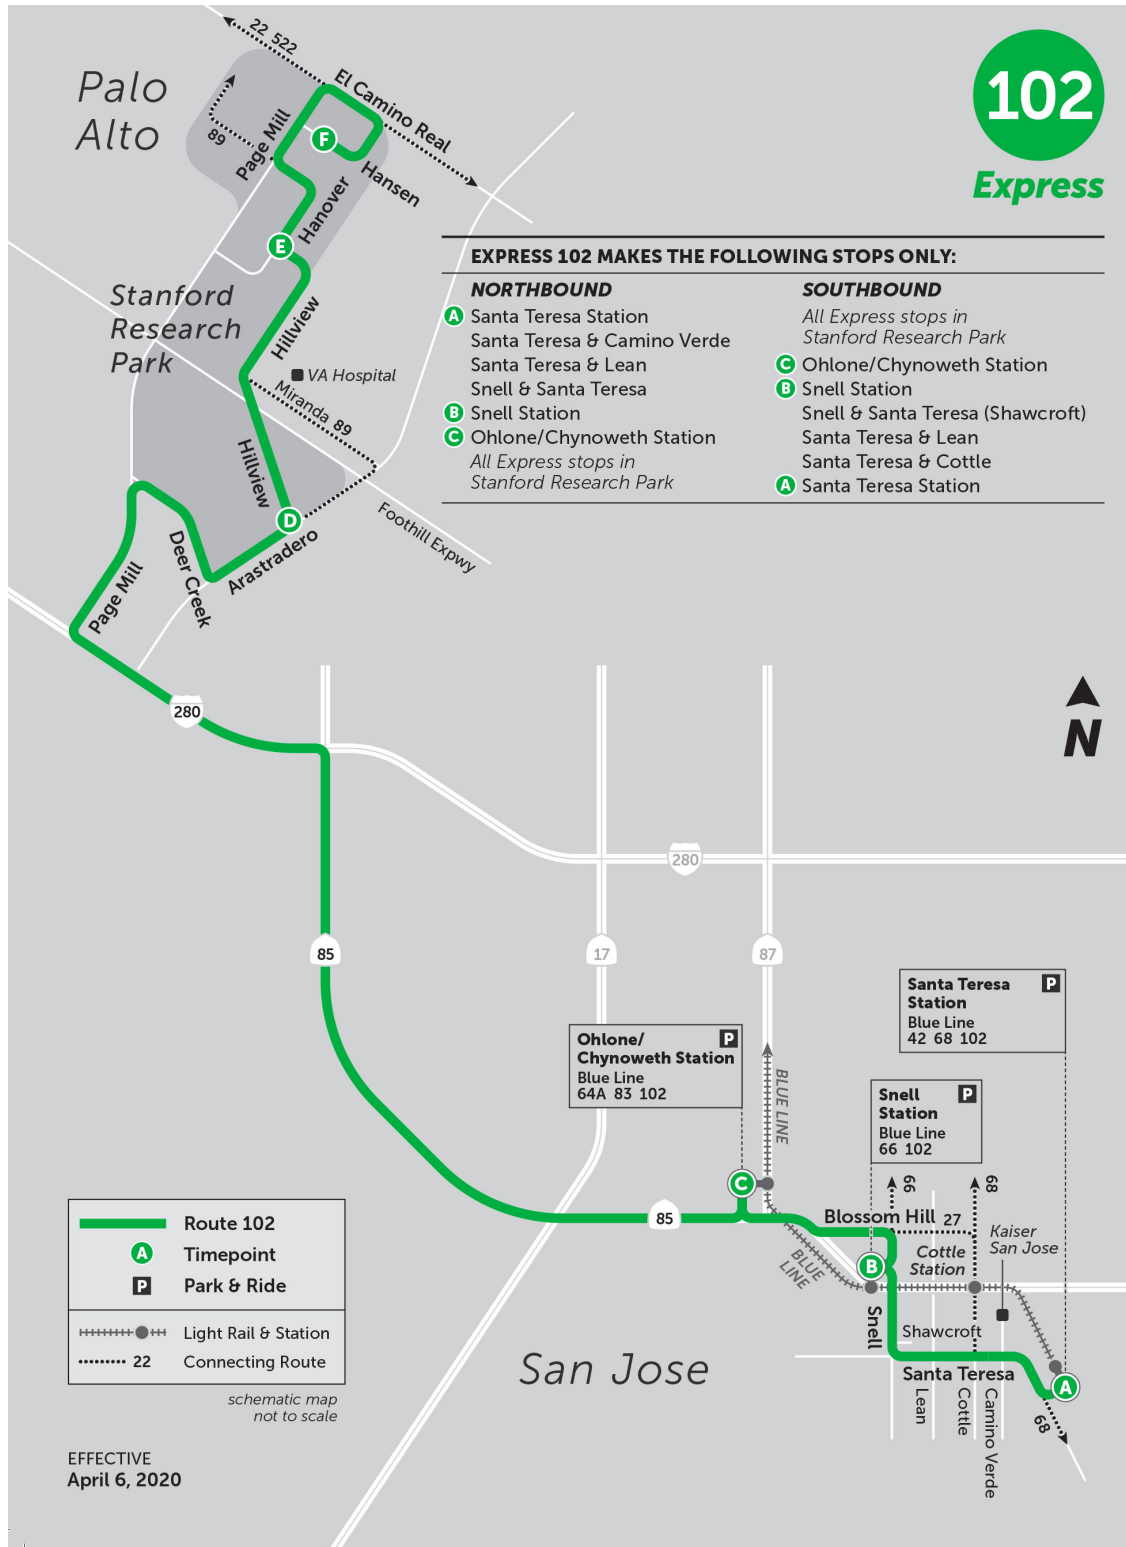 22 522
Palo
Alto
El Camino Real
102
Express
89
Page Mill
F
Hansen
Hanover
E
Stanford
Research
Park
Hillview
VA Hospital
Miranda 89
Hillview
D
Foothill Expwy
Arastradero
Deer Creek
Page Mill
EXPRESS 102 MAKES THE FOLLOWING STOPS ONLY:
NORTHBOUND
A Santa Teresa Station
Santa Teresa & Camino Verde
Santa Teresa & Lean
Snell & Santa Teresa
B Snell Station
C Ohlone/Chynoweth Station
All Express stops in
Stanford Research Park
SOUTHBOUND
All Express stops in
Stanford Research Park
C Ohlone/Chynoweth Station
B Snell Station
Snell & Santa Teresa (Shawcroft)
Santa Teresa & Lean
Santa Teresa & Cottle
A Santa Teresa Station
280
N
280
85
17
87
Santa Teresa
Station
P
Blue Line
42 68 102
Ohlone/
Chynoweth Station
P
Blue Line
64A 83 102
BLUE LINE
Snell
Station
P
Blue Line
66 102
C
66
68
85
Blossom Hill 27
Kaiser
San Jose
BLUE
LINE
B
Cottle
Station
Snell
Shawcroft
Santa Teresa
A
Lean
Cottle
Camino Verde
68
San Jose
Route 102
A Timepoint
P Park & Ride
Light Rail & Station
22 Connecting Route
schematic map
not to scale
EFFECTIVE
April 6, 2020